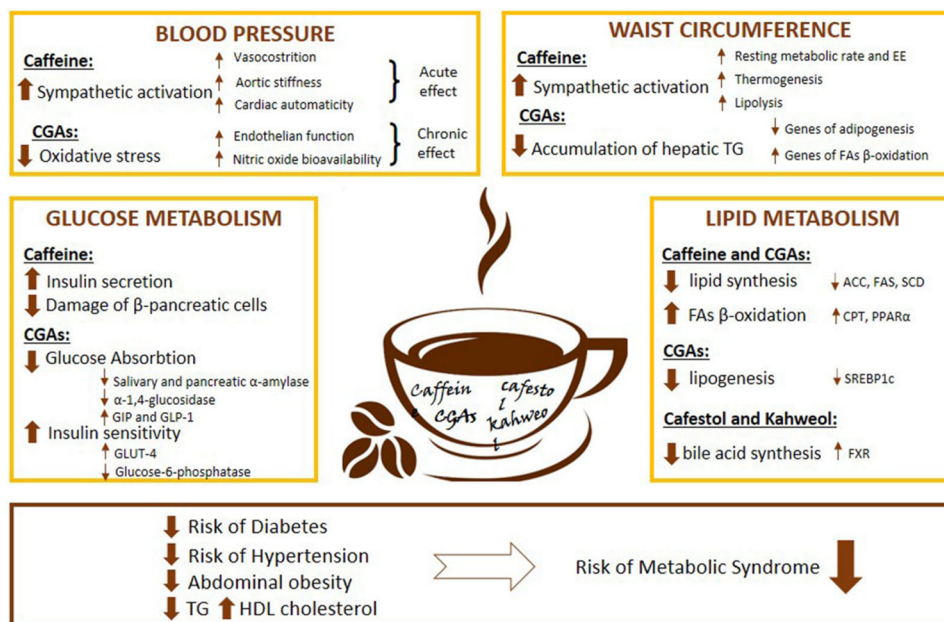 BLOOD PRESSURE
Caffeine:
Sympathetic activation
Vasocostrition
Aortic stiffness
Cardiac automaticity
Acute
effect
CGAs:
Oxidative stress
Endothelian function
Nitric oxide bioavailability
Chronic
effect
WAIST CIRCUMFERENCE
Caffeine:
Sympathetic activation
Resting metabolic rate and EE
Thermogenesis
Lipolysis
CGAs:
Accumulation of hepatic TG
Genes of adipogenesis
Genes of FAs β-oxidation
GLUCOSE METABOLISM
Caffeine:
Insulin secretion
Damage of β-pancreatic cells
CGAs:
Glucose Absorbtion
Salivary and pancreatic α-amylase
α-1,4-glucosidase
GIP and GLP-1
Insulin sensitivity
GLUT-4
Glucose-6-phosphatase
Caffein
e
CGAs
cafesto
l
kahweo
l
LIPID METABOLISM
Caffeine and CGAs:
lipid synthesis ACC, FAS, SCD
FAs β-oxidation CPT, PPARα
CGAs:
lipogenesis SREBP1c
Cafestol and Kahweol:
bile acid synthesis FXR
Risk of Diabetes
Risk of Hypertension
Abdominal obesity
TG HDL cholesterol
Risk of Metabolic Syndrome